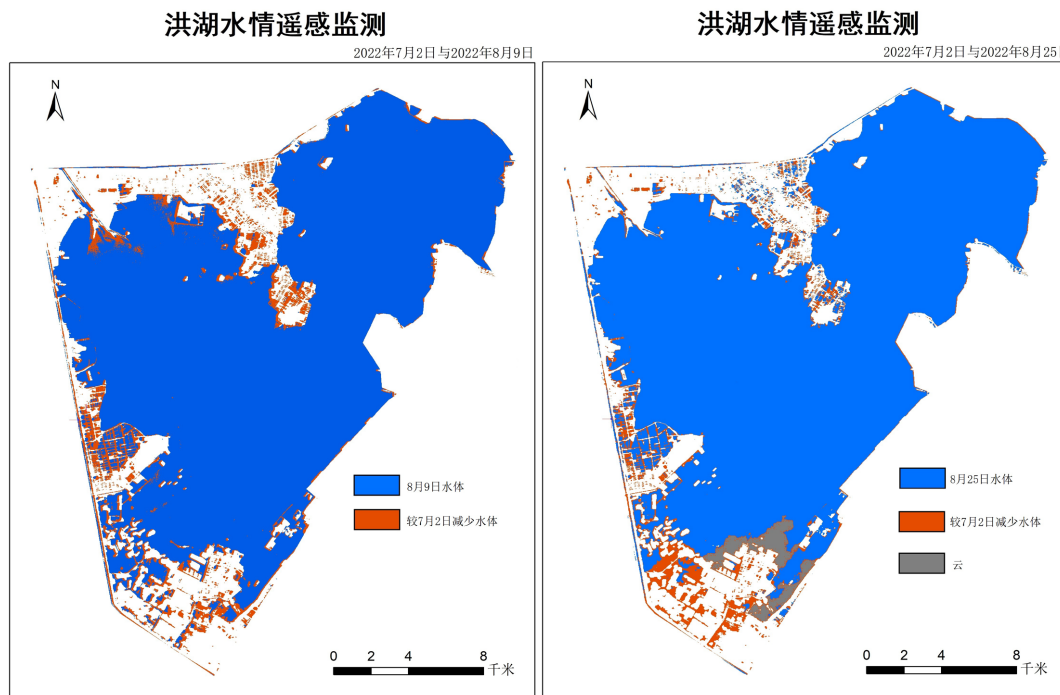 洪湖水情遥感监测
2022年7月2日与2022年8月9日
N
8月9日水体
较7月2日减少水体
0 2 4 8
千米
洪湖水情遥感监测
2022年7月2日与2022年8月25日
N
8月25日水体
较7月2日减少水体
云
0 2 4 8
千米